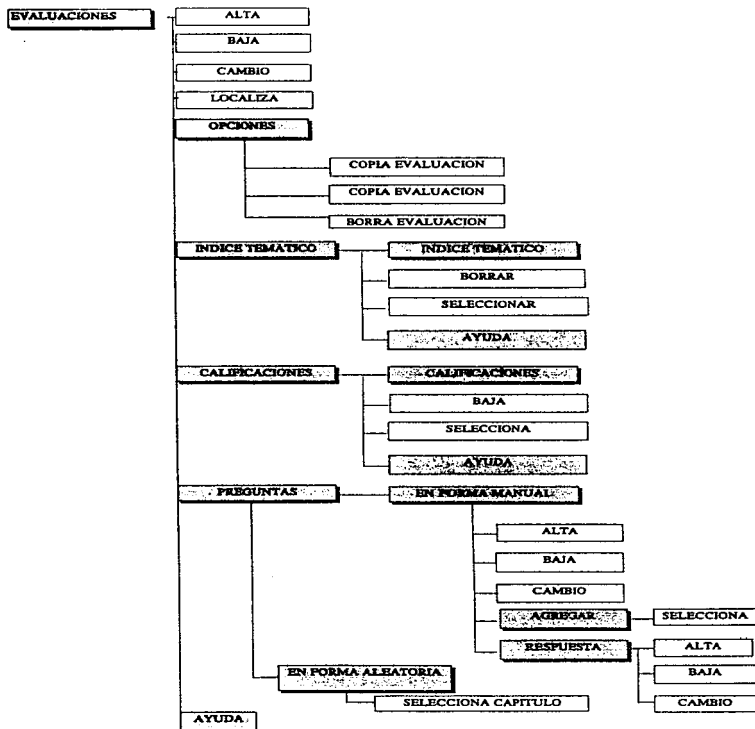 EVALUACIONES
ALTA
BAJA
CAMBIO
LOCALIZA
OPCIONES
COPIA EVALUACION
COPIA EVALUACION
BORRA EVALUACION
INDICE TEMATICO
INDICE TEMATICO
BORRAR
SELECCIONAR
AYUDA
CALIFICACIONES
CALIFICACIONES
BAJA
SELECCIONA
AYUDA
PREGUNTAS
EN FORMA MANUAL
ALTA
BAJA
CAMBIO
AGREGAR
SELECCIONA
RESPUESTA
ALTA
BAJA
CAMBIO
EN FORMA ALEATORIA
SELECCIONA CAPITULO
AYUDA